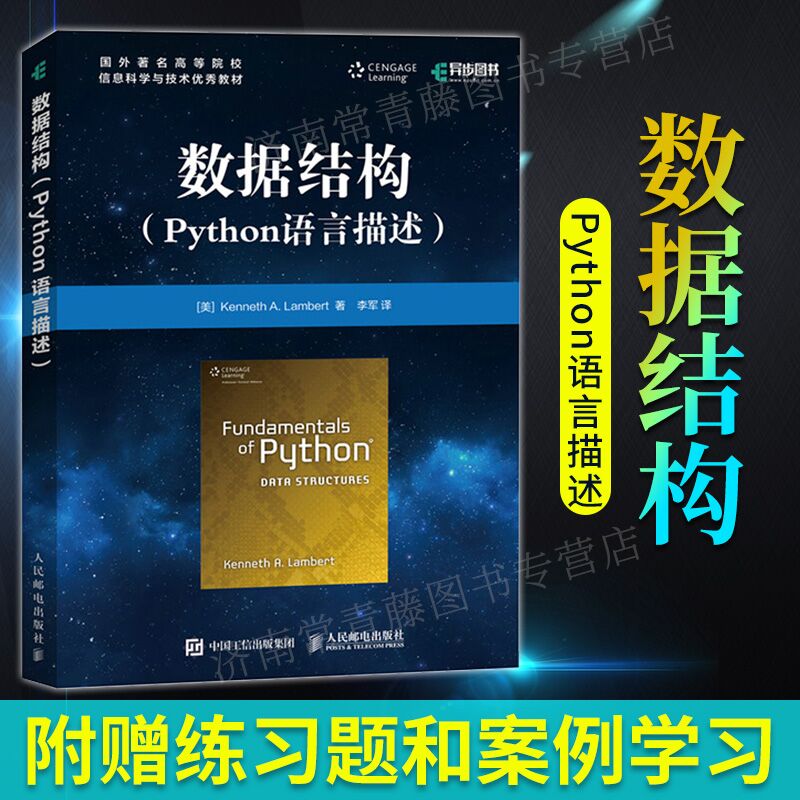 国外著名高等院校
信息科学与技术优秀教材
CENGAGE
Learning
异步图书
数据结构
(Python语言描述)
[美] Kenneth A. Lambert 著 李军 译
CENGAGE
Learning
Fundamentals
of Python
DATA STRUCTURES
Kenneth A. Lambert
中国工信出版集团
人民邮电出版社
POSTS & TELECOM PRESS
数据结构(Python语言描述)
人民邮电出版社
数据结构
Python语言描述
附赠练习题和案例学习
济南常青藤图书专营店
济南常青藤图书专营店